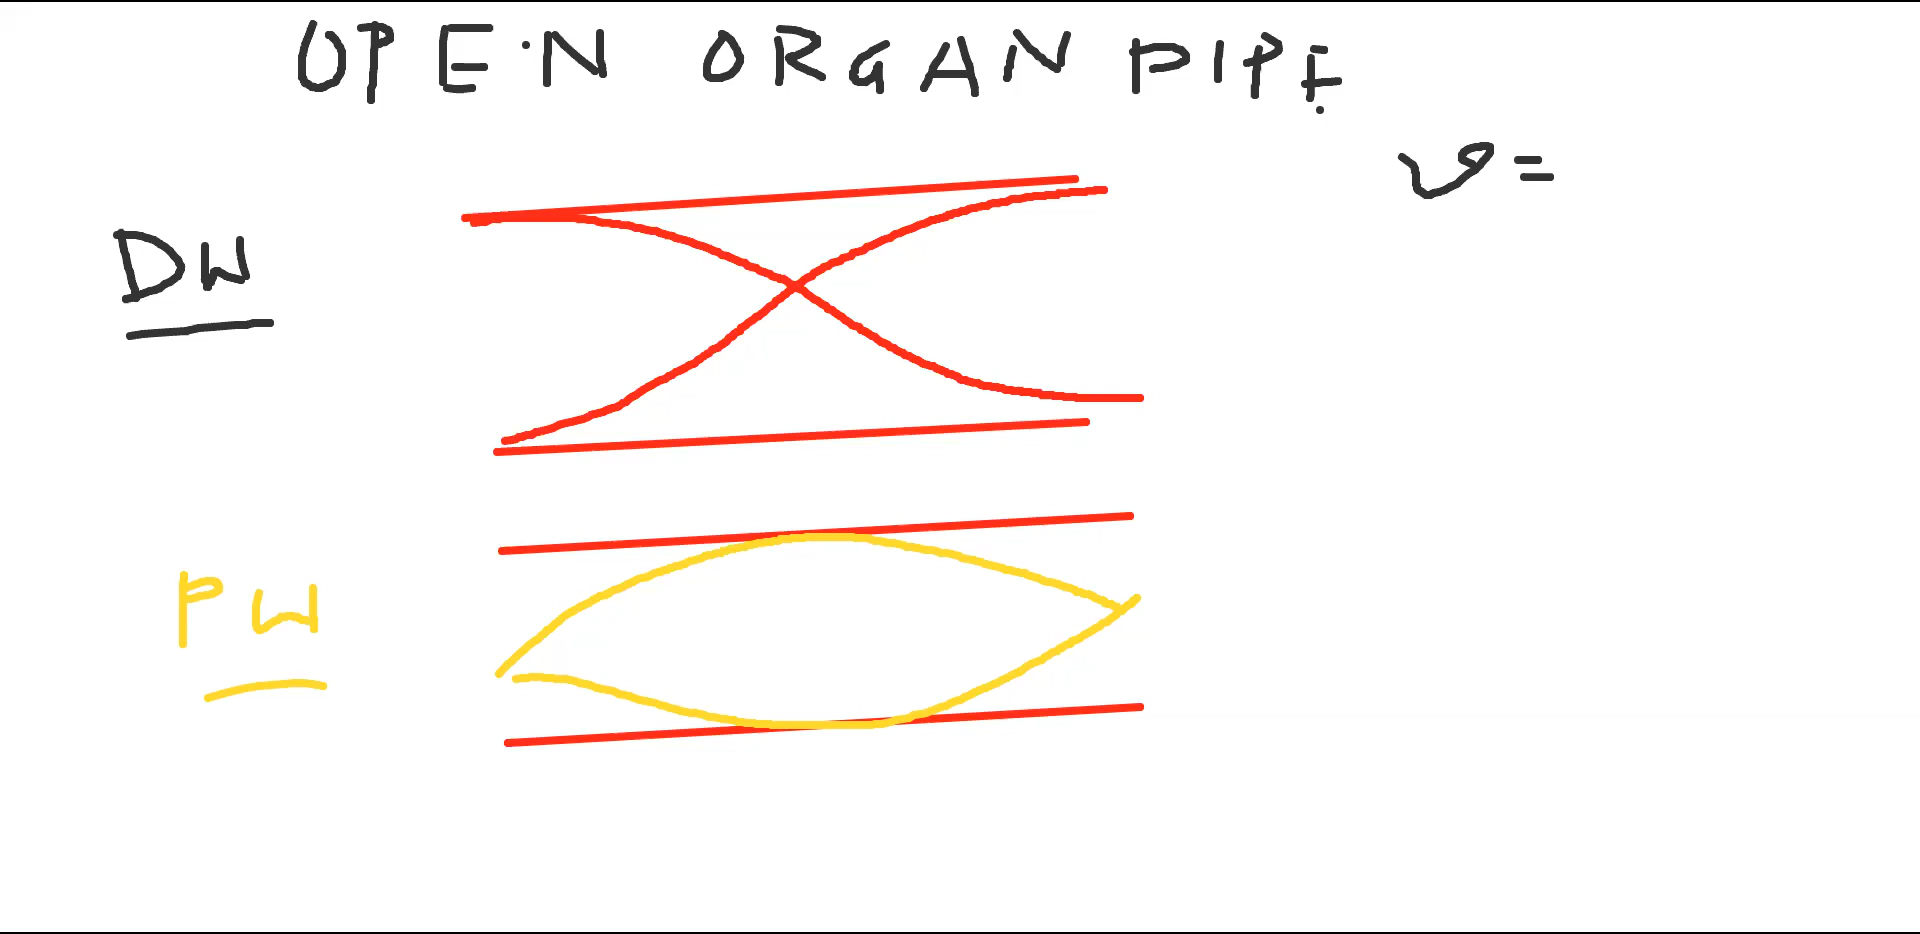 OPEN ORGAN PIPE
ν =
DW
PW